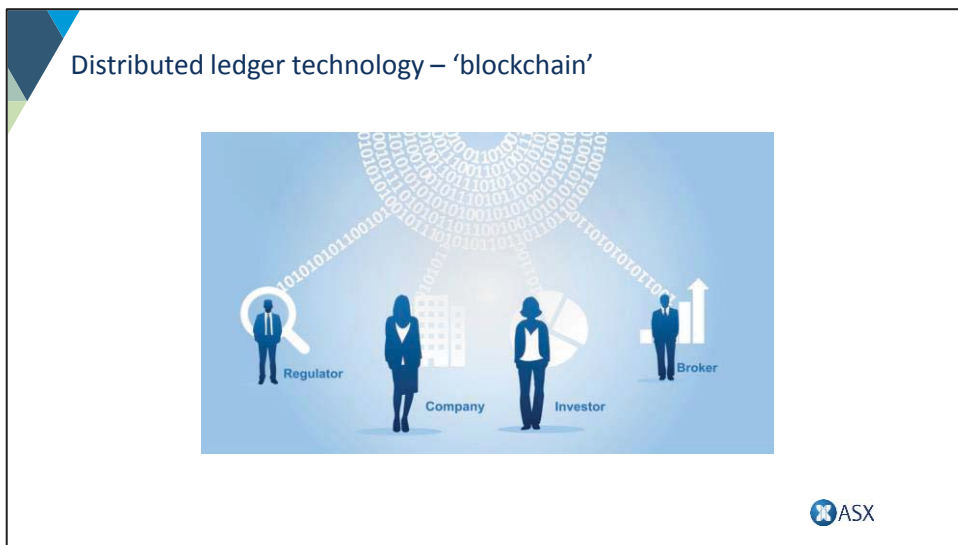 Distributed ledger technology – ‘blockchain’
Regulator
Company
Investor
Broker
ASX